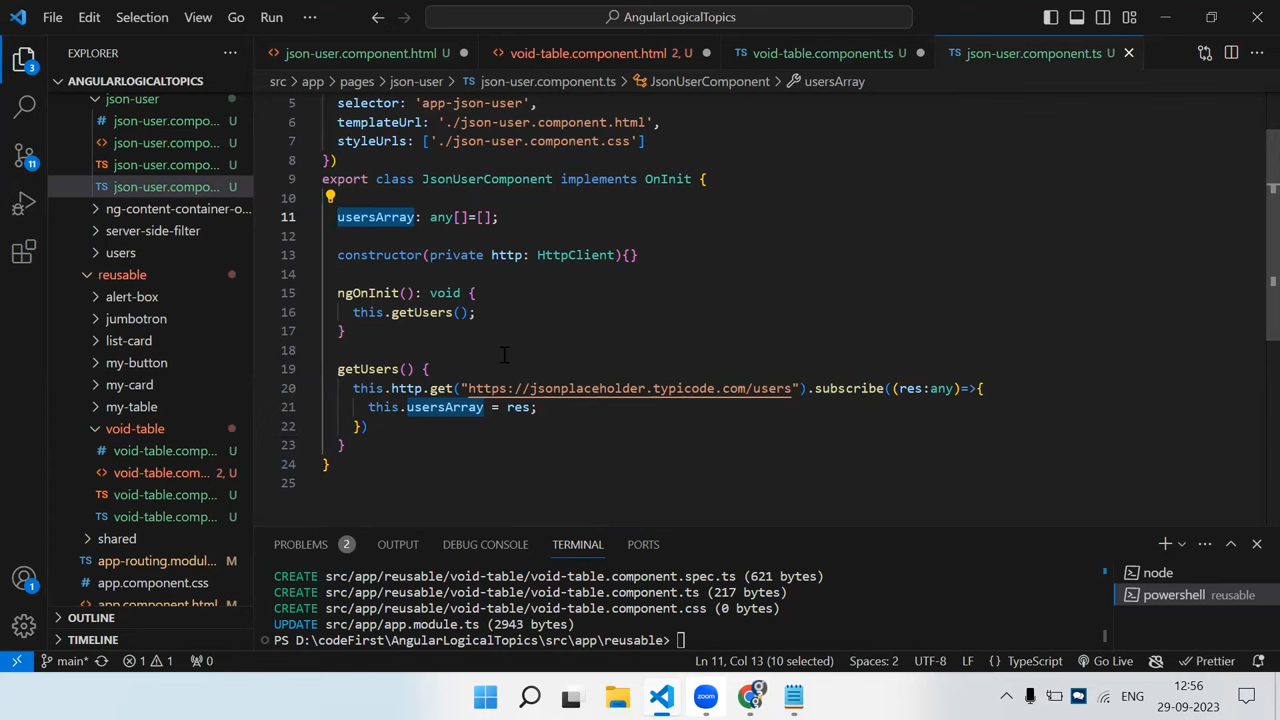 File Edit Selection View Go Run ··· AngularLogicalTopics
EXPLORER ···
json-user.component.html
void-table.component.html 2, U
void-table.component.ts U
json-user.component.ts U
ANGULARLOGICALTOPICS
src > app > pages > json-user > TS json-user.component.ts > JsonUserComponent > usersArray
json-user
# json-user.compo... U
<> json-user.compo... U
TS json-user.compo... U
TS json-user.compo... U
ng-content-container-o...
server-side-filter
users
reusable
alert-box
jumbotron
list-card
my-button
my-card
my-table
void-table
# void-table.comp... U
<> void-table.com... 2, U
TS void-table.comp... U
TS void-table.comp... U
shared
TS app-routing.modul... M
# app.component.css
<> app.component.html M
OUTLINE
TIMELINE
5 selector: 'app-json-user',
6 templateUrl: './json-user.component.html',
7 styleUrls: ['./json-user.component.css']
8 })
9 export class JsonUserComponent implements OnInit {
10
11 usersArray: any[]=[];
12
13 constructor(private http: HttpClient){}
14
15 ngOnInit(): void {
16 this.getUsers();
17 }
18
19 getUsers() {
20 this.http.get("https://jsonplaceholder.typicode.com/users").subscribe((res:any)=>{
21 this.usersArray = res;
22 })
23 }
24 }
25
PROBLEMS 2 OUTPUT DEBUG CONSOLE TERMINAL PORTS
CREATE src/app/reusable/void-table/void-table.component.spec.ts (621 bytes)
CREATE src/app/reusable/void-table/void-table.component.ts (217 bytes)
CREATE src/app/reusable/void-table/void-table.component.css (0 bytes)
UPDATE src/app/app.module.ts (2943 bytes)
PS D:\codeFirst\AngularLogicalTopics\src\app\reusable>
node
powershell reusable
3
11
1
main* 1 1 0 Ln 11, Col 13 (10 selected) Spaces: 2 UTF-8 LF {} TypeScript Go Live Prettier
zoom
ENG
12:56
29-09-2023